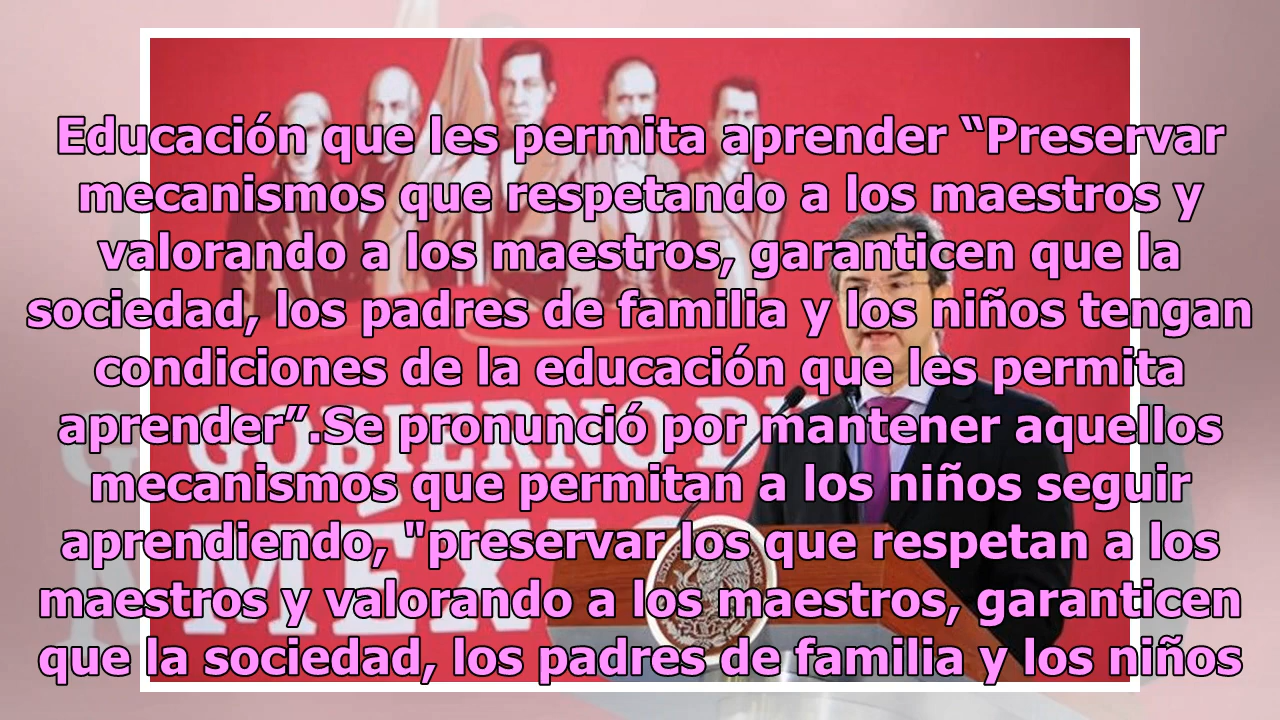 Educación que les permita aprender “Preservar
mecanismos que respetando a los maestros y
valorando a los maestros, garanticen que la
sociedad, los padres de familia y los niños tengan
condiciones de la educación que les permita
aprender”.Se pronunció por mantener aquellos
mecanismos que permitan a los niños seguir
aprendiendo, "preservar los que respetan a los
maestros y valorando a los maestros, garanticen
que la sociedad, los padres de familia y los niños
GOBIERNO DE
MÉXICO